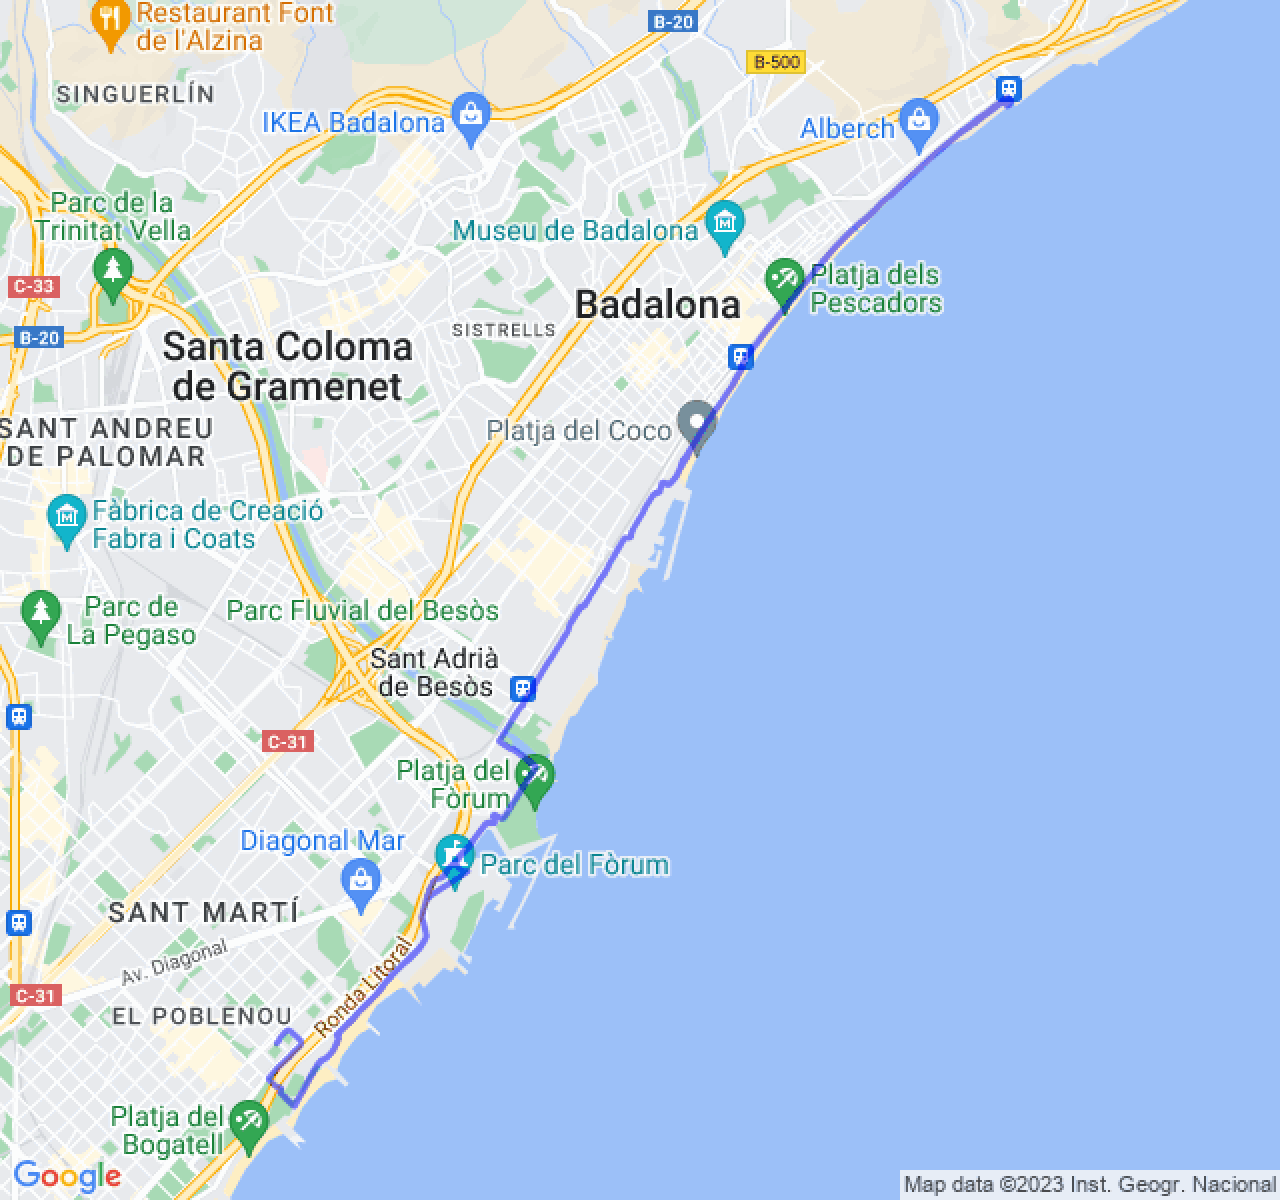 Restaurant Font
de l'Alzina
B-20
B-500
SINGUERLÍN
IKEA Badalona
Alberch
Parc de la
Trinitat Vella
Museu de Badalona
C-33
Platja dels
Pescadors
Badalona
B-20
SISTRELLS
Santa Coloma
de Gramenet
SANT ANDREU
DE PALOMAR
Platja del Coco
Fàbrica de Creació
Fabra i Coats
Parc de
La Pegaso
Parc Fluvial del Besòs
Sant Adrià
de Besòs
C-31
Platja del
Fòrum
Diagonal Mar
Parc del Fòrum
SANT MARTÍ
Av. Diagonal
Ronda Litoral
C-31
EL POBLENOU
Platja del
Bogatell
Google
Map data ©2023 Inst. Geogr. Nacional